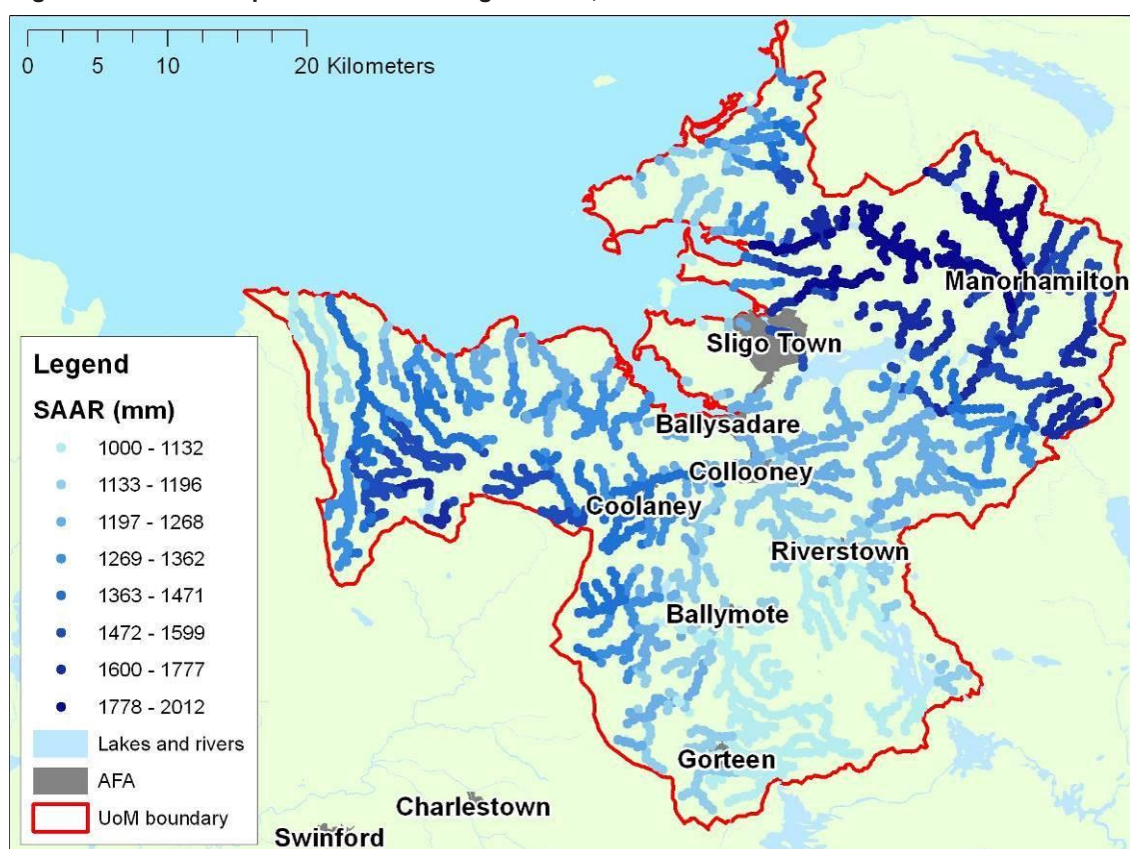 0 5 10 20 Kilometers
Manorhamilton
Sligo Town
Ballysadare
Collooney
Coolaney
Riverstown
Ballymote
Gorteen
Charlestown
Swinford
Legend
SAAR (mm)
1000 - 1132
1133 - 1196
1197 - 1268
1269 - 1362
1363 - 1471
1472 - 1599
1600 - 1777
1778 - 2012
Lakes and rivers
AFA
UoM boundary